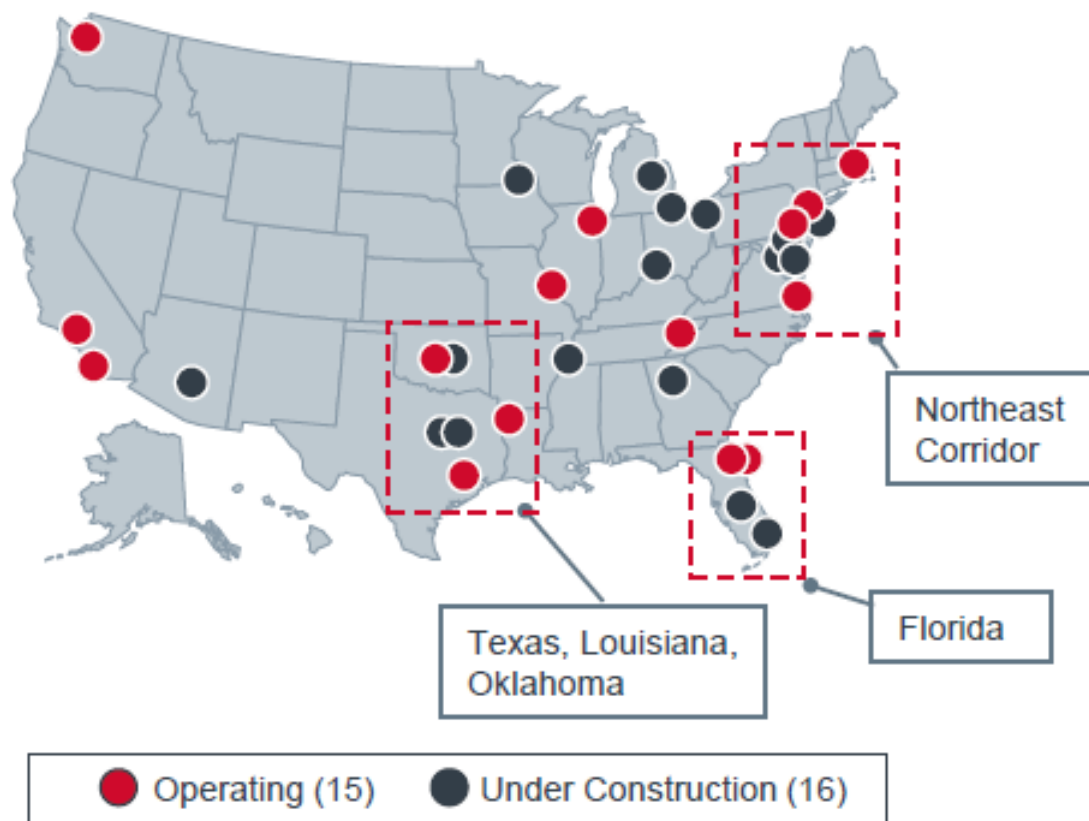 Northeast
Corridor
Florida
Texas, Louisiana,
Oklahoma
Operating (15)
Under Construction (16)